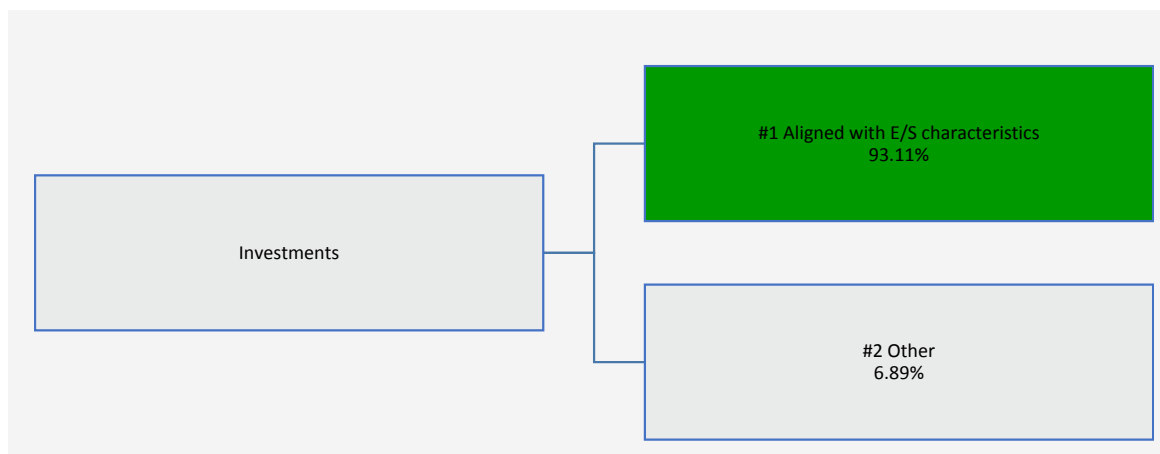 Investments
#1 Aligned with E/S characteristics
93.11%
#2 Other
6.89%